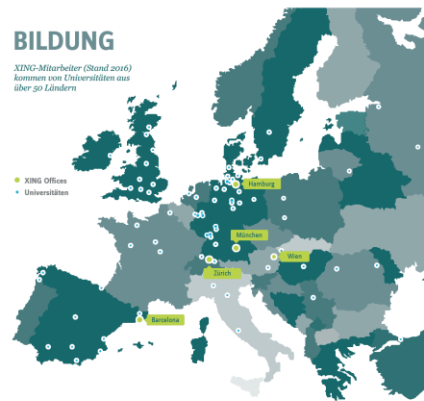 BILDUNG
XING-Mitarbeiter (Stand 2016)
kommen von Universitäten aus
über 50 Ländern
XING Offices
Universitäten
Hamburg
München
Wien
Zürich
Barcelona